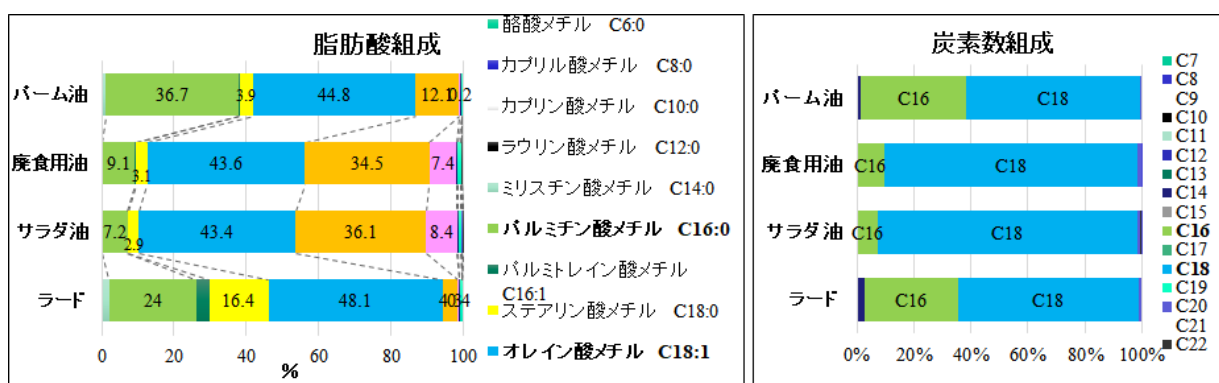 脂肪酸組成
パーム油
36.7
3.9
44.8
12.1
0.2
廃食用油
9.1
3.1
43.6
34.5
7.4
サラダ油
7.2
2.9
43.4
36.1
8.4
ラード
24
16.4
48.1
0 20 40 60 80 100
%
酪酸メチル C6:0
カプリル酸メチル C8:0
カプリン酸メチル C10:0
ラウリン酸メチル C12:0
ミリスチン酸メチル C14:0
パルミチン酸メチル C16:0
パルミトレイン酸メチル
C16:1
ステアリン酸メチル C18:0
オレイン酸メチル C18:1
炭素数組成
パーム油
C16
C18
廃食用油
C16
C18
サラダ油
C16
C18
ラード
C16
C18
0% 20% 40% 60% 80% 100%
C7
C8
C9
C10
C11
C12
C13
C14
C15
C16
C17
C18
C19
C20
C21
C22